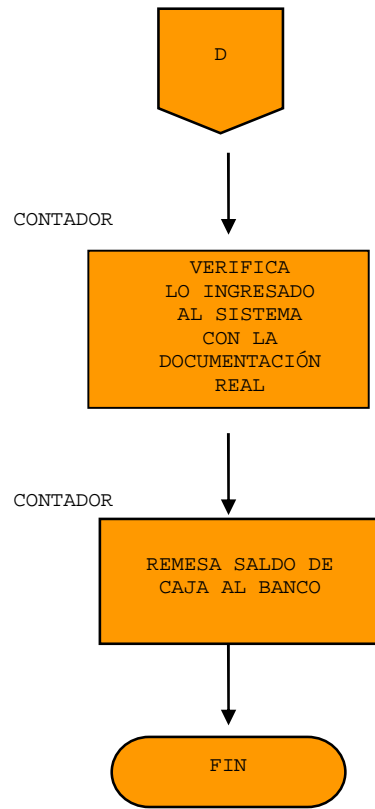 D
CONTADOR
VERIFICA
LO INGRESADO
AL SISTEMA
CON LA
DOCUMENTACIÓN
REAL
CONTADOR
REMESA SALDO DE
CAJA AL BANCO
FIN